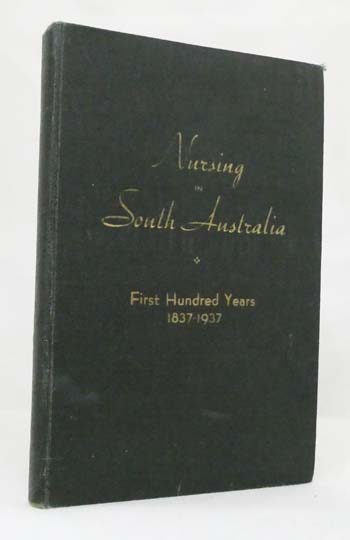 Nursing
IN
South Australia
First Hundred Years
1837-1937